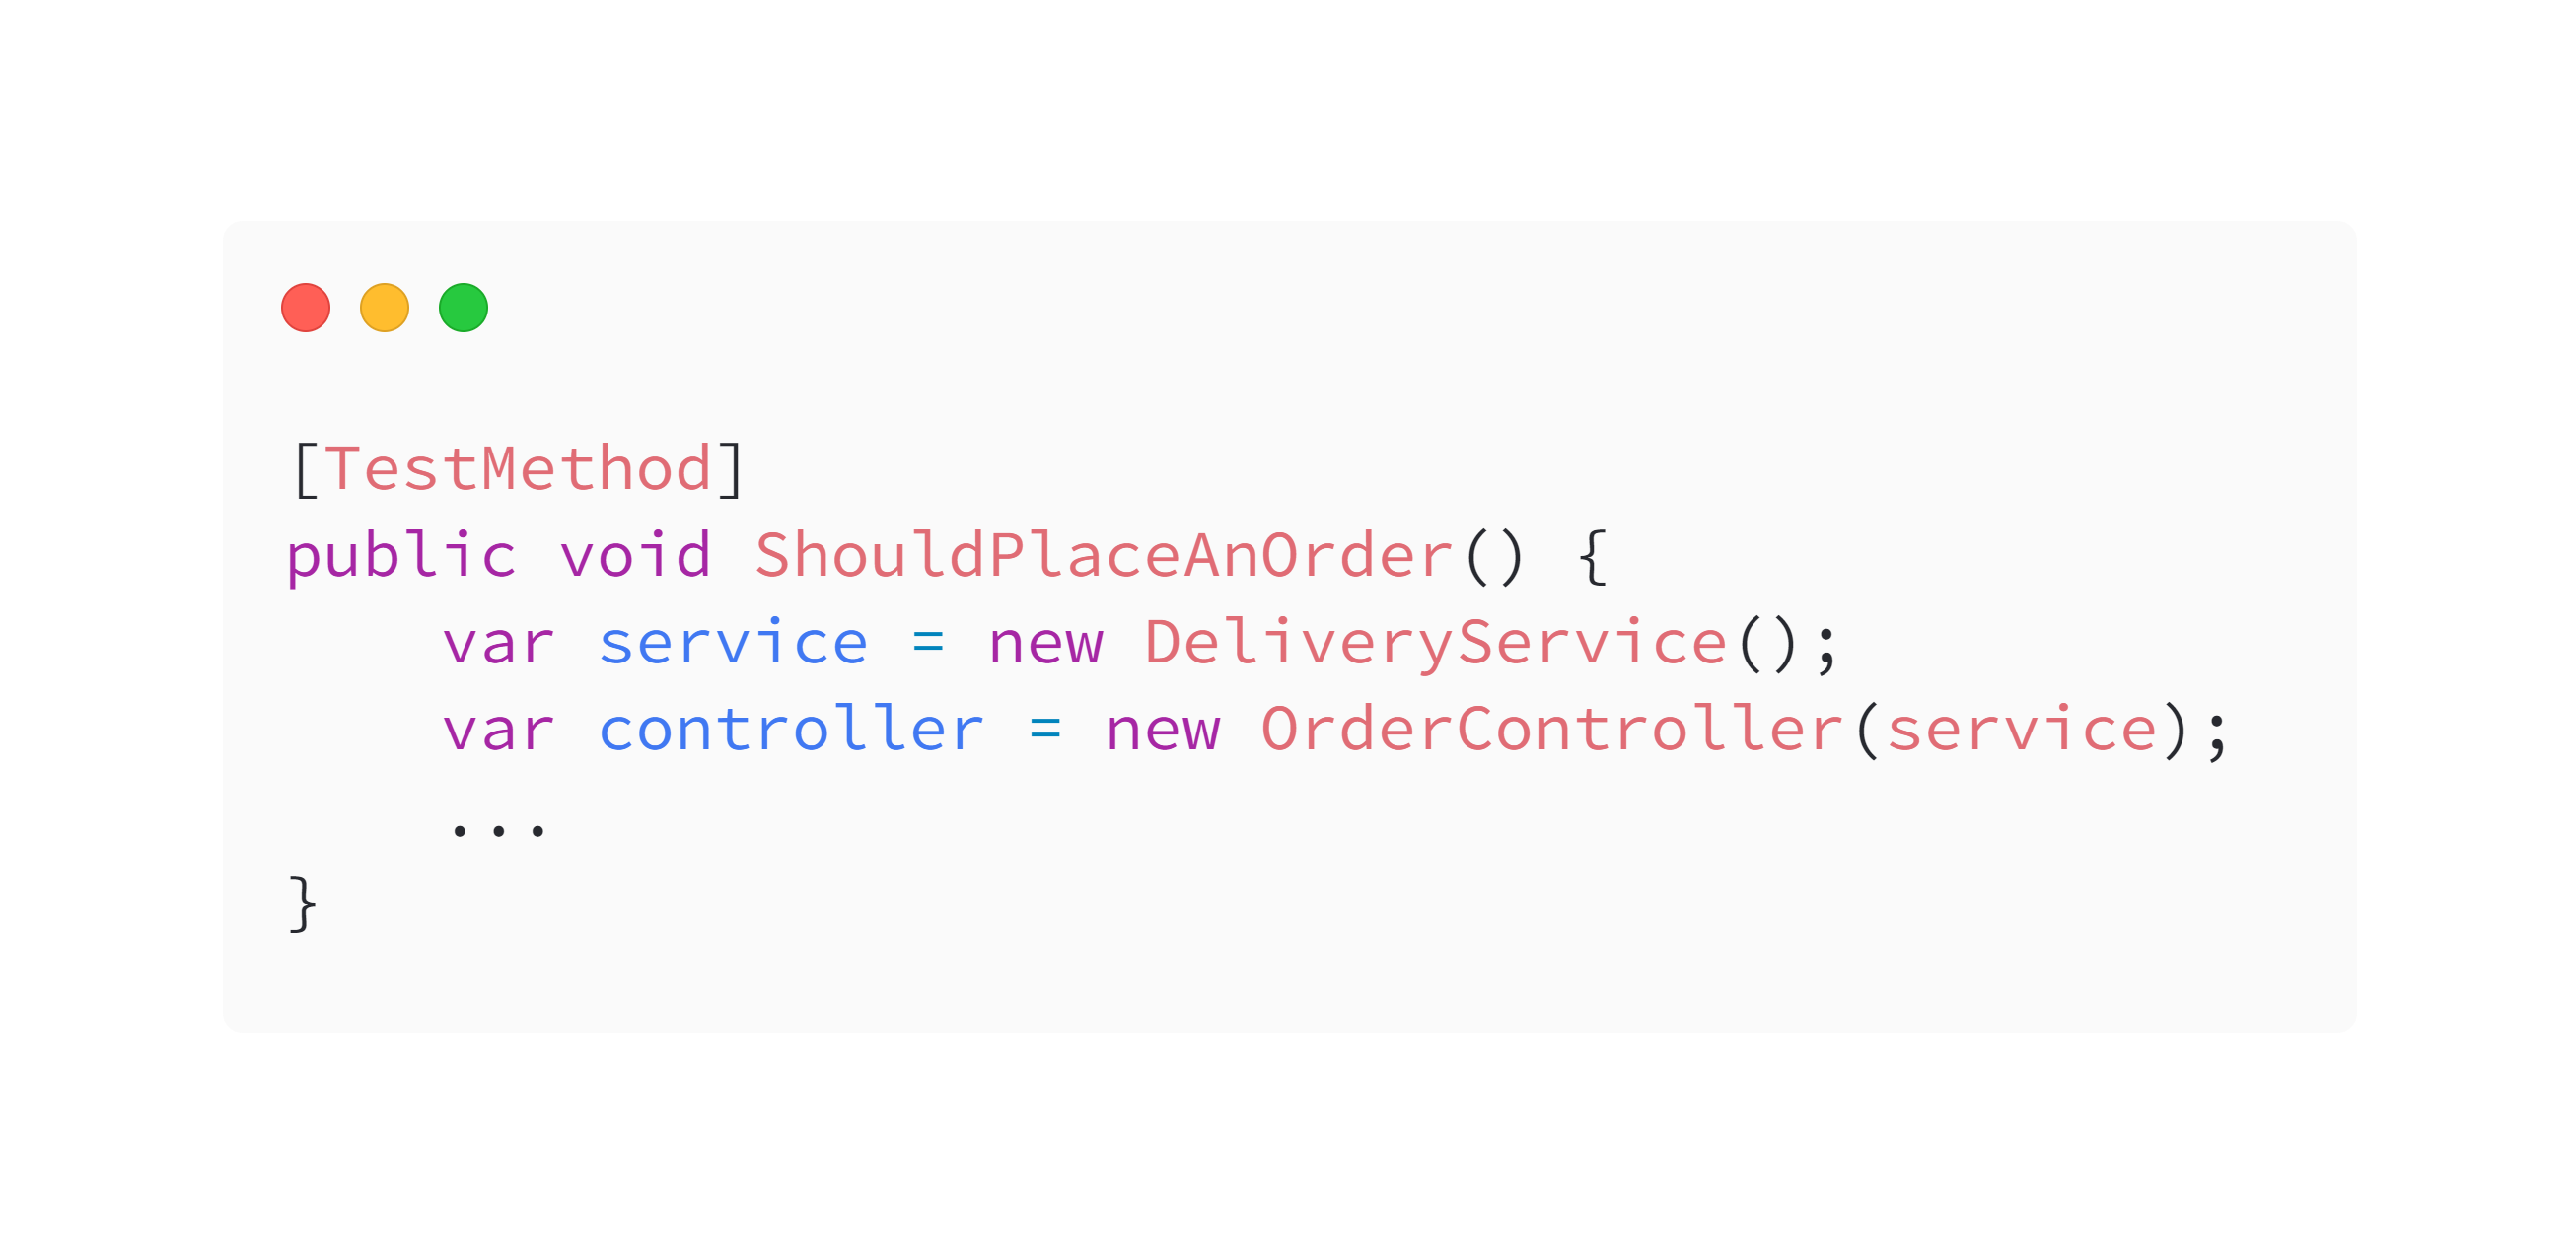 [TestMethod]
public void ShouldPlaceAnOrder() {
    var service = new DeliveryService();
    var controller = new OrderController(service);
    ...
}